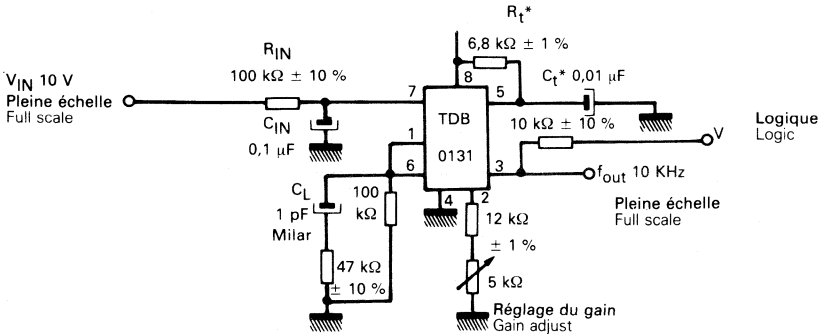 Rt*
6,8 kΩ ± 1 %
RIN
100 kΩ ± 10 %
VIN 10 V
Pleine échelle
Full scale
7
8
5
Ct* 0,01 µF
CIN
0,1 µF
TDB
0131
10 kΩ ± 10 %
V
Logique
Logic
1
6
3
fout 10 KHz
Pleine échelle
Full scale
CL
1 pF
Milar
100
kΩ
4
2
12 kΩ
± 1 %
47 kΩ
± 10 %
5 kΩ
Réglage du gain
Gain adjust